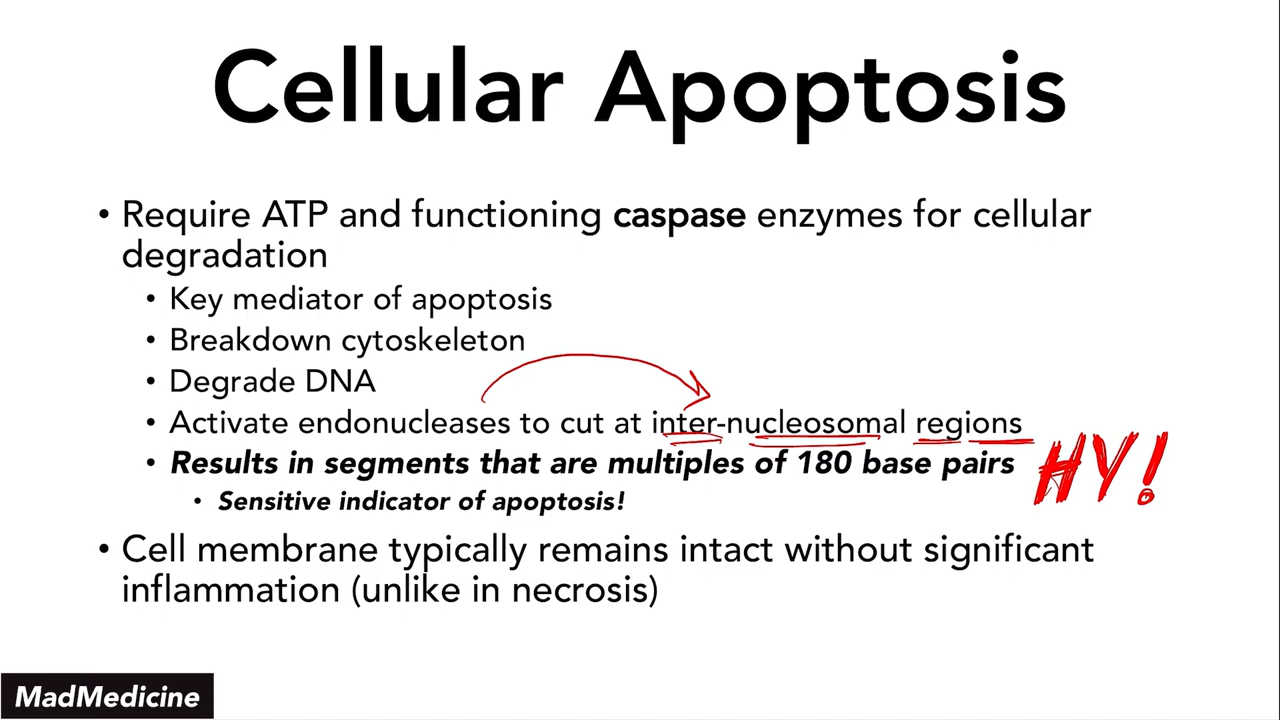 Cellular Apoptosis
• Require ATP and functioning caspase enzymes for cellular
degradation
• Key mediator of apoptosis
• Breakdown cytoskeleton
• Degrade DNA
• Activate endonucleases to cut at inter-nucleosomal regions
• Results in segments that are multiples of 180 base pairs
HY!
• Sensitive indicator of apoptosis!
• Cell membrane typically remains intact without significant
inflammation (unlike in necrosis)
MadMedicine